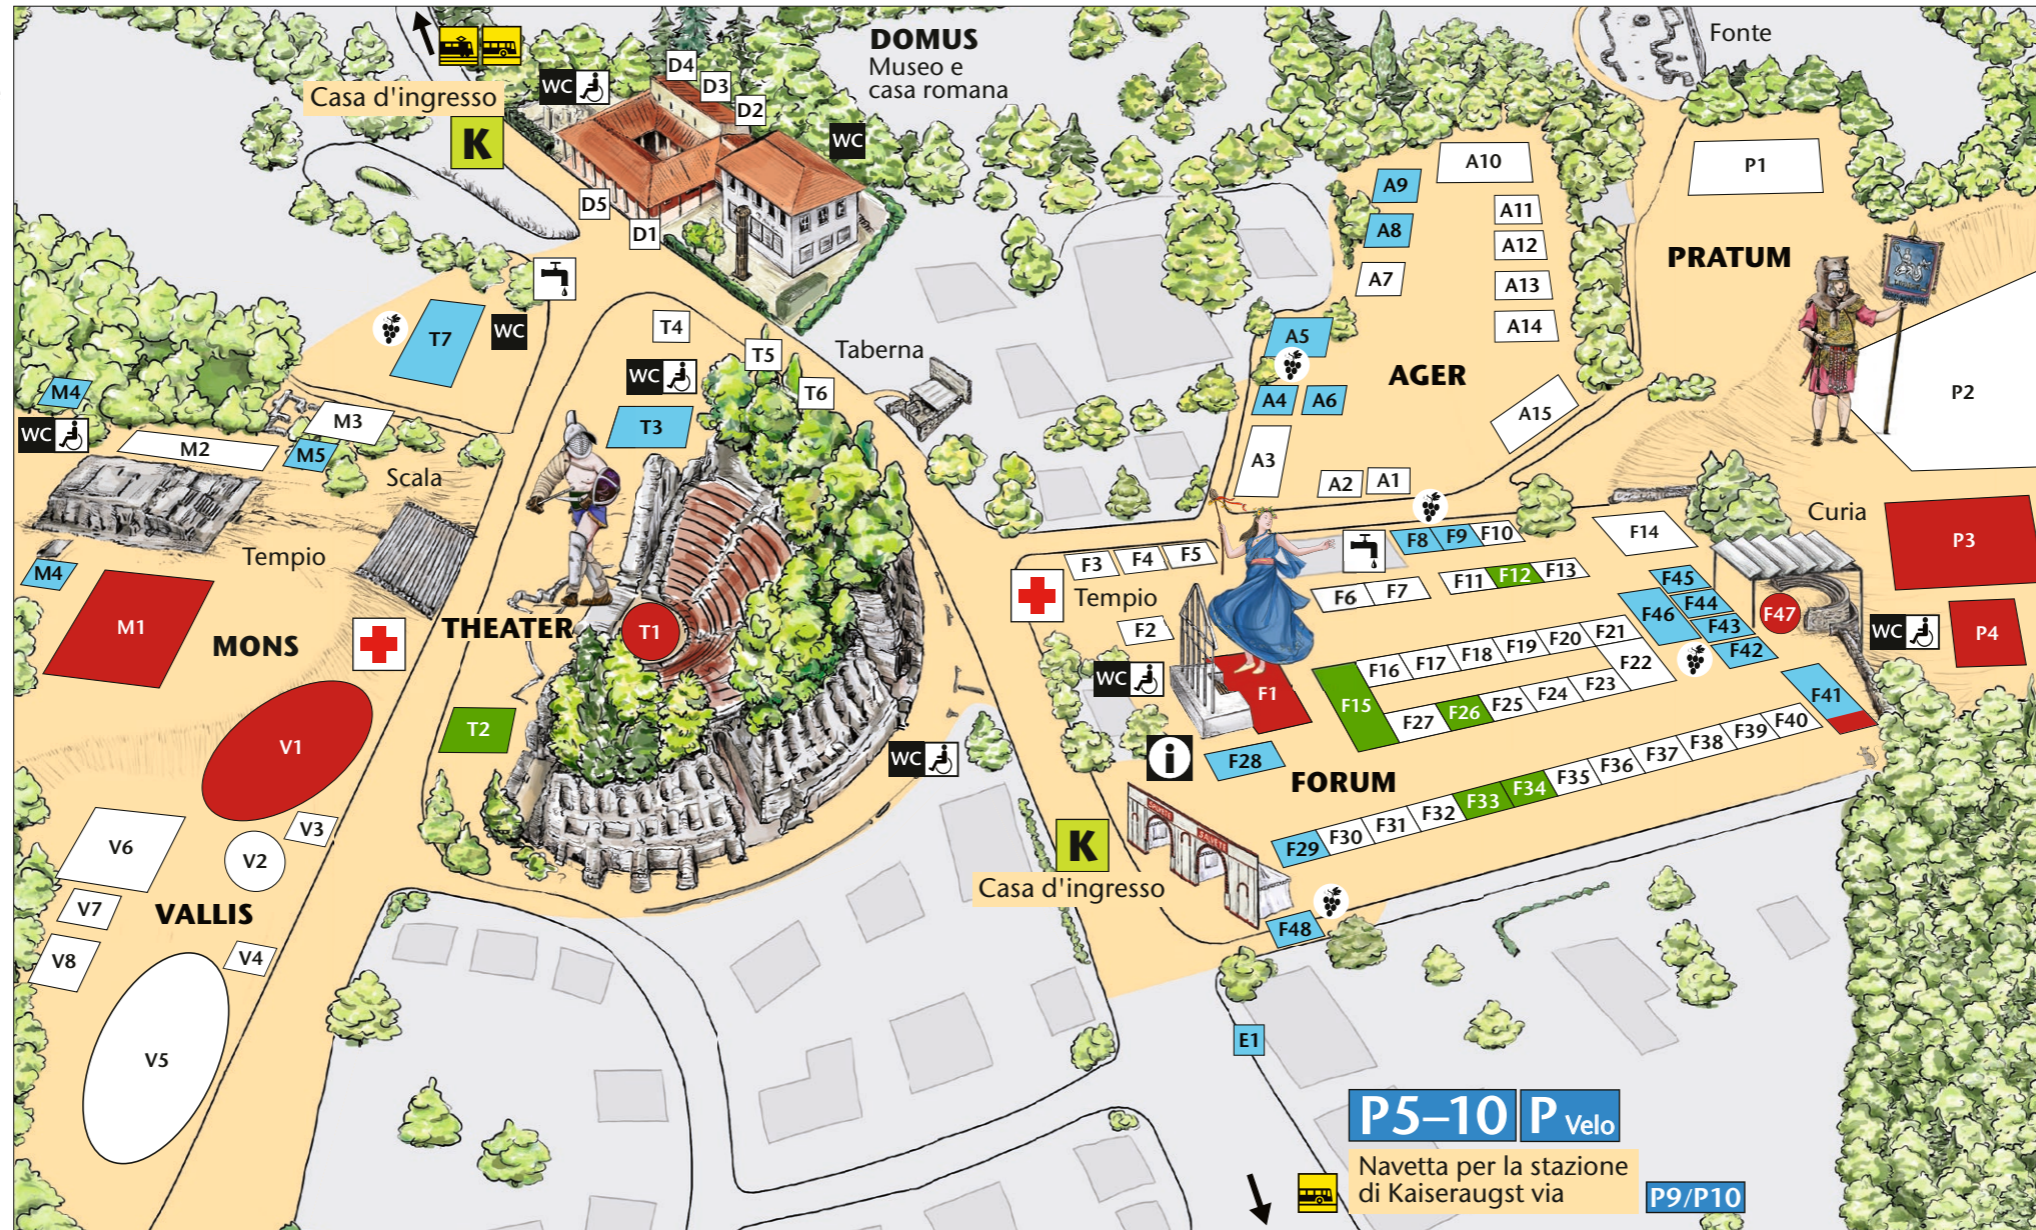 DOMUS
Museo e
casa romana
Fonte
Casa d'ingresso
K
WC
D4
D3
D2
WC
D5
D1
A10
P1
A9
A11
A8
A12
PRATUM
A7
A13
A14
T7
WC
T4
T5
T6
Taberna
WC
T3
A5
AGER
A4
A6
A15
P2
M4
WC
M3
M2
M5
Scala
A3
A2
A1
Tempio
M4
M1
MONS
THEATER
T1
T2
F3
F4
F5
Tempio
F2
WC
F1
F8
F9
F10
F14
Curia
P3
F6
F7
F11
F12
F13
F45
F44
F46
F43
F42
F47
WC
P4
F15
F16
F17
F18
F19
F20
F21
F22
F27
F26
F25
F24
F23
F41
V1
V3
V2
V6
V7
VALLIS
V8
V4
V5
WC
i
F28
FORUM
F29
F30
F31
F32
F33
F34
F35
F36
F37
F38
F39
F40
K
Casa d'ingresso
F48
E1
P5–10
P Velo
Navetta per la stazione
di Kaiseraugst via
P9/P10